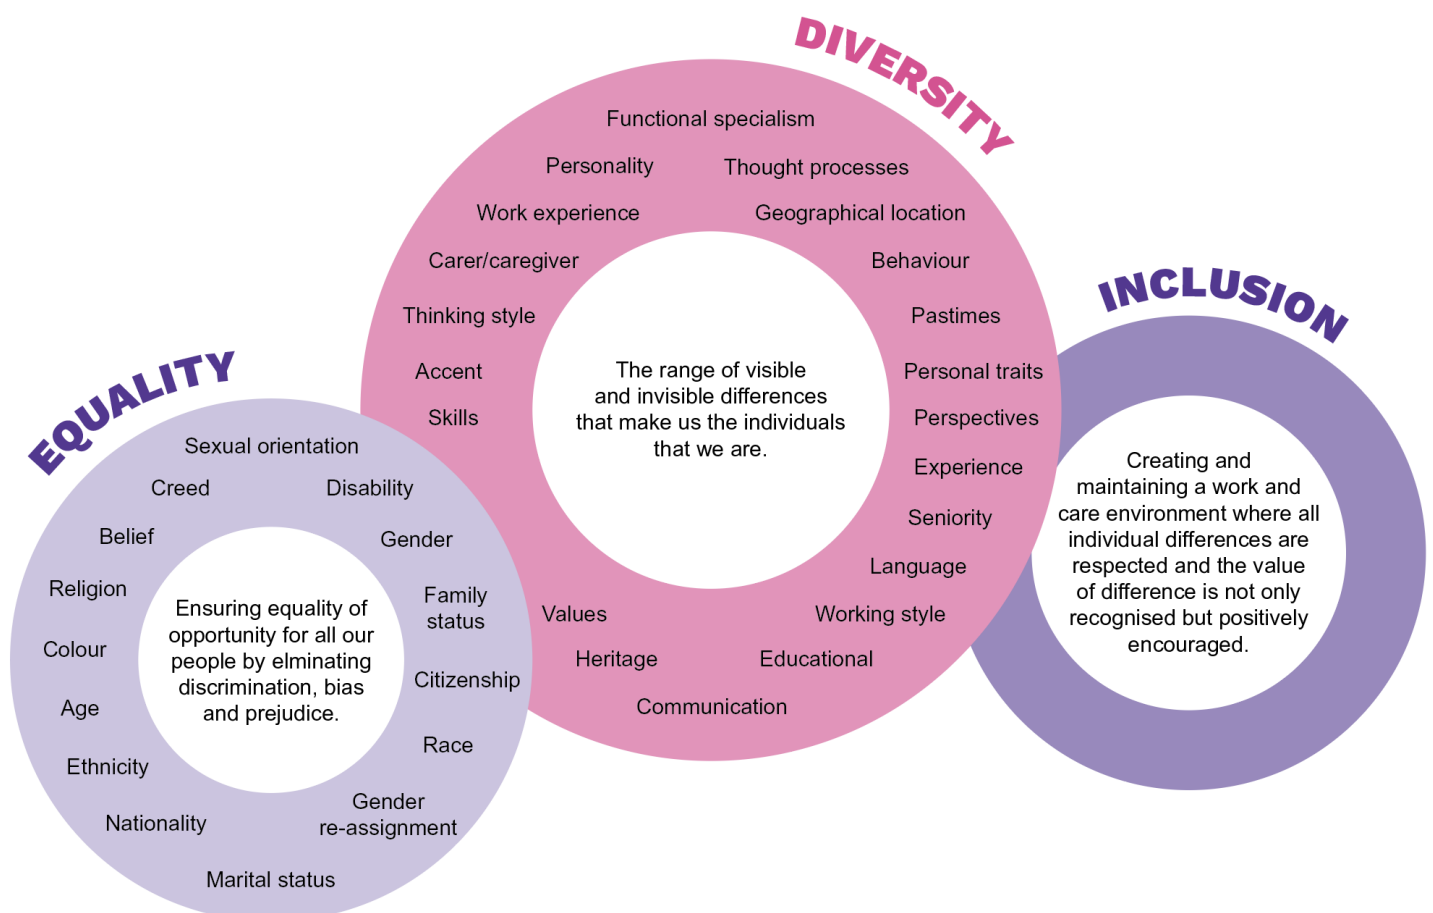 DIVERSITY
Functional specialism
Personality
Thought processes
Work experience
Geographical location
Carer/caregiver
Behaviour
Thinking style
Pastimes
Accent
Personal traits
Skills
Perspectives
Experience
Seniority
Language
Values
Working style
Heritage
Educational
Communication
The range of visible
and invisible differences
that make us the individuals
that we are.
EQUALITY
Sexual orientation
Creed
Disability
Belief
Gender
Religion
Family
status
Colour
Citizenship
Age
Race
Ethnicity
Gender
re-assignment
Nationality
Marital status
Ensuring equality of
opportunity for all our
people by elminating
discrimination, bias
and prejudice.
INCLUSION
Creating and
maintaining a work and
care environment where all
individual differences are
respected and the value
of difference is not only
recognised but positively
encouraged.